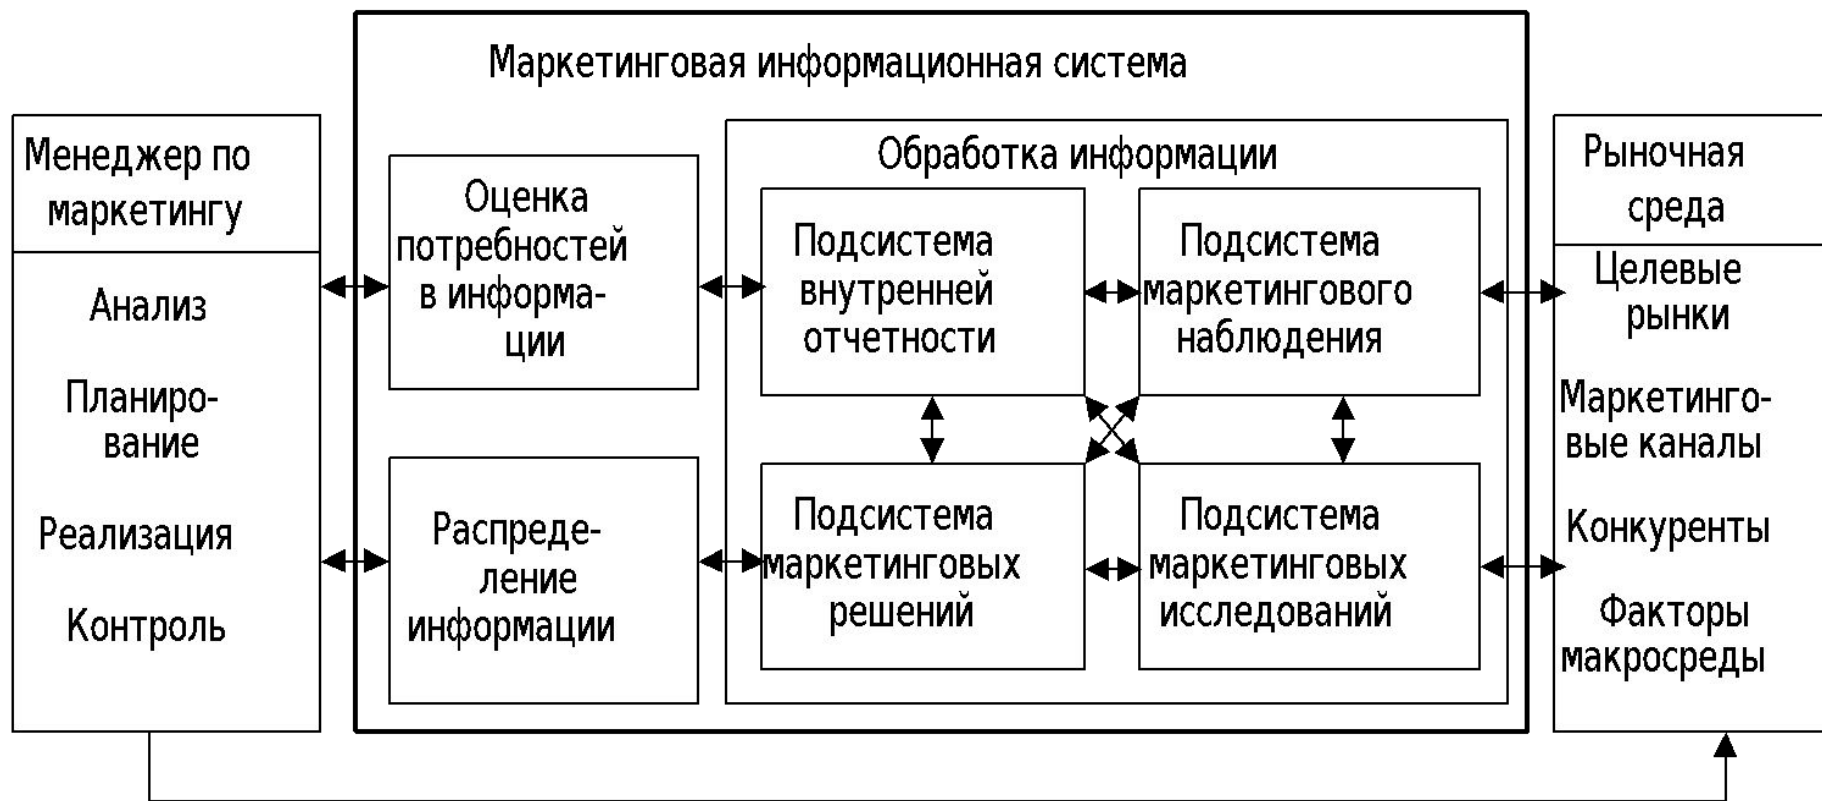 Маркетинговая информационная система
Менеджер по
маркетингу
Анализ
Планиро-
вание
Реализация
Контроль
Оценка
потребностей
в информа-
ции
Распреде-
ление
информации
Обработка информации
Подсистема
внутренней
отчетности
Подсистема
маркетингового
наблюдения
Подсистема
маркетинговых
решений
Подсистема
маркетинговых
исследований
Рыночная
среда
Целевые
рынки
Маркетинго-
вые каналы
Конкуренты
Факторы
макросреды